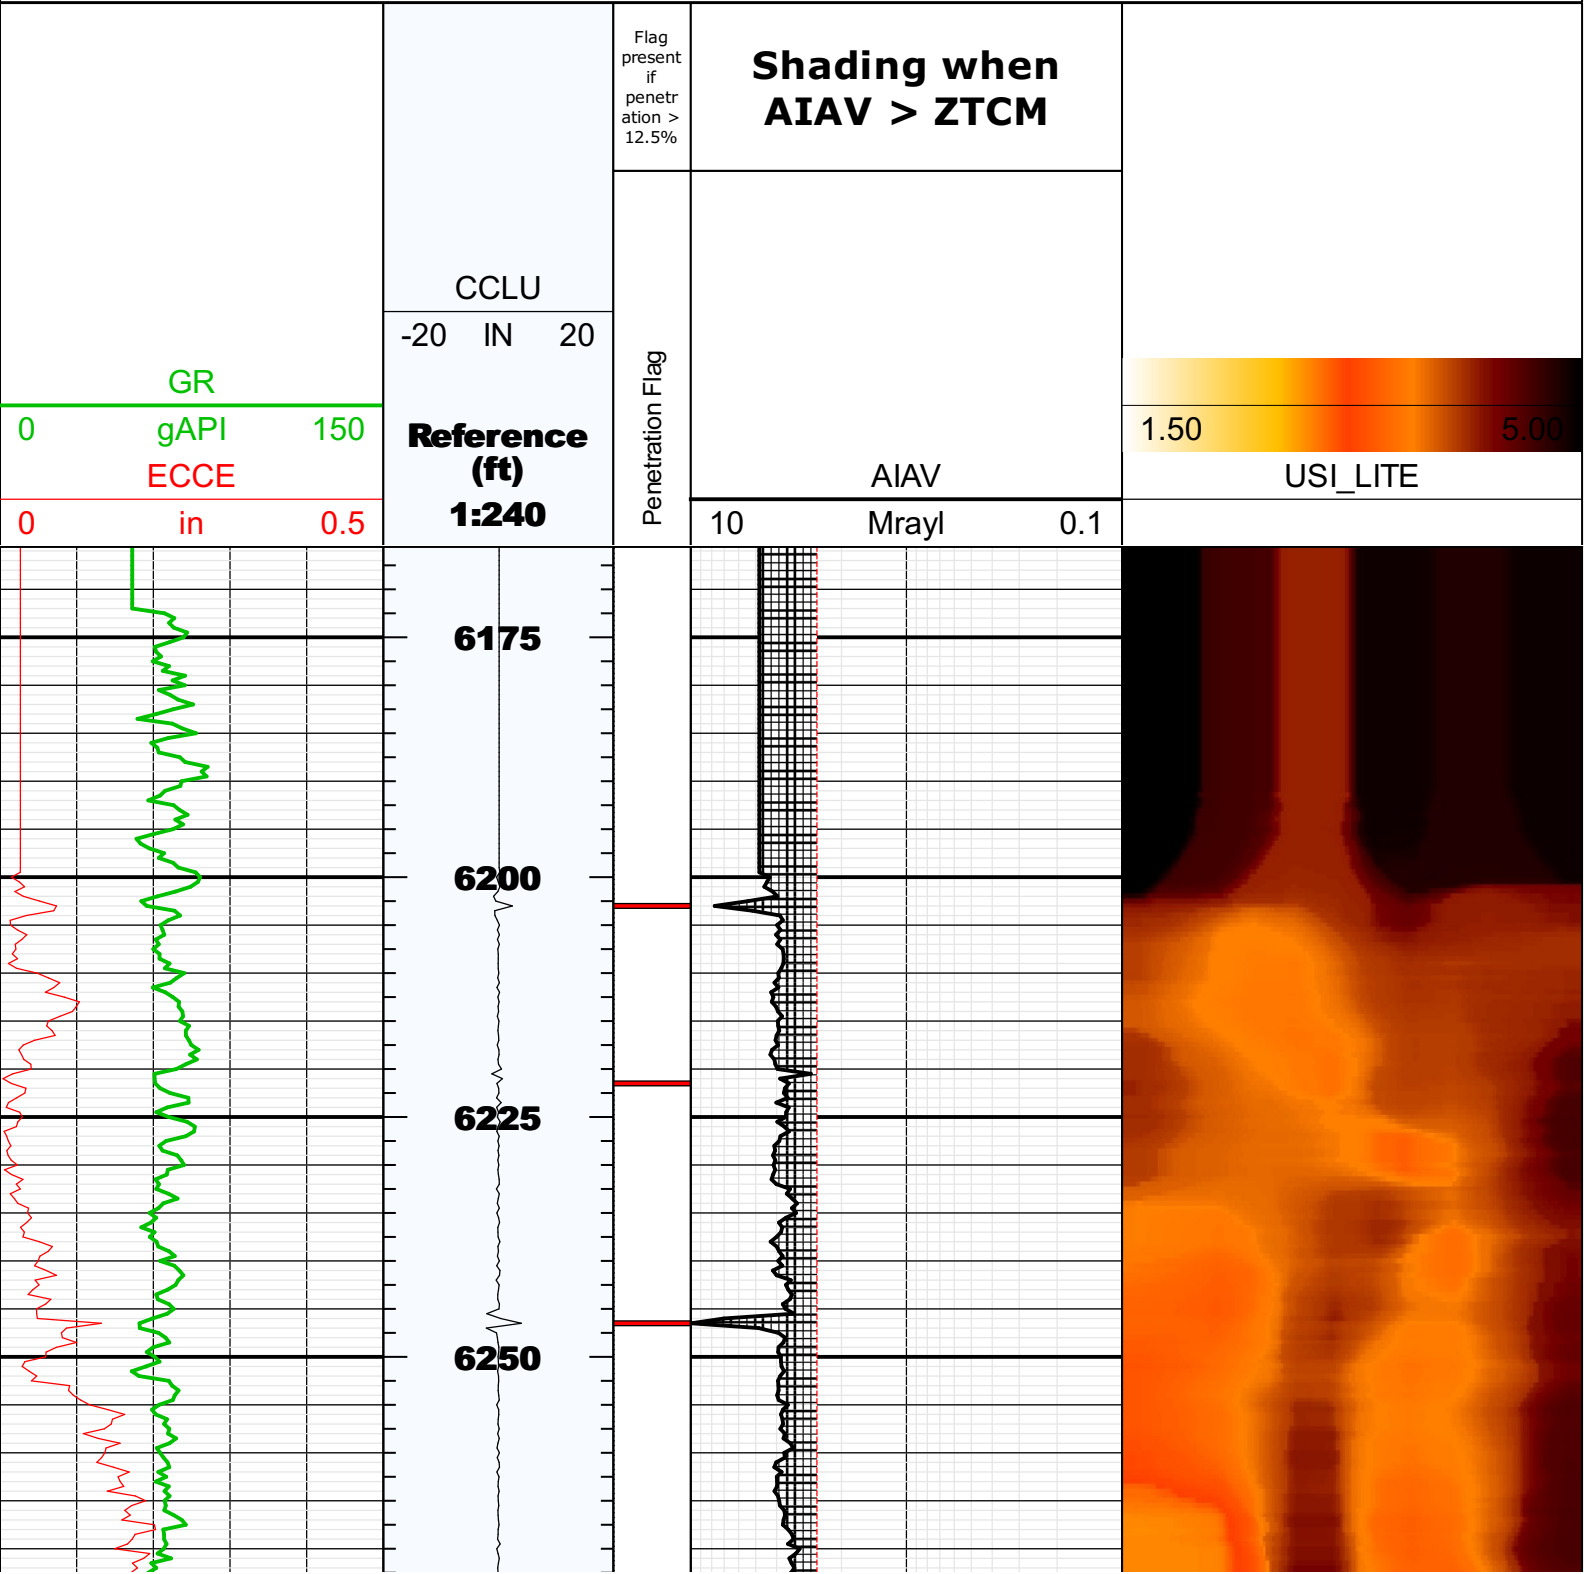 Flag
present
if
penetr
ation >
12.5%
Shading when
AIAV > ZTCM
CCLU
-20 IN 20
GR
0 gAPI 150
ECCE
0 in 0.5
Reference
(ft)
1:240
Penetration Flag
AIAV
10 Mrayl 0.1
1.50 5.00
USI_LITE
6175
6200
6225
6250